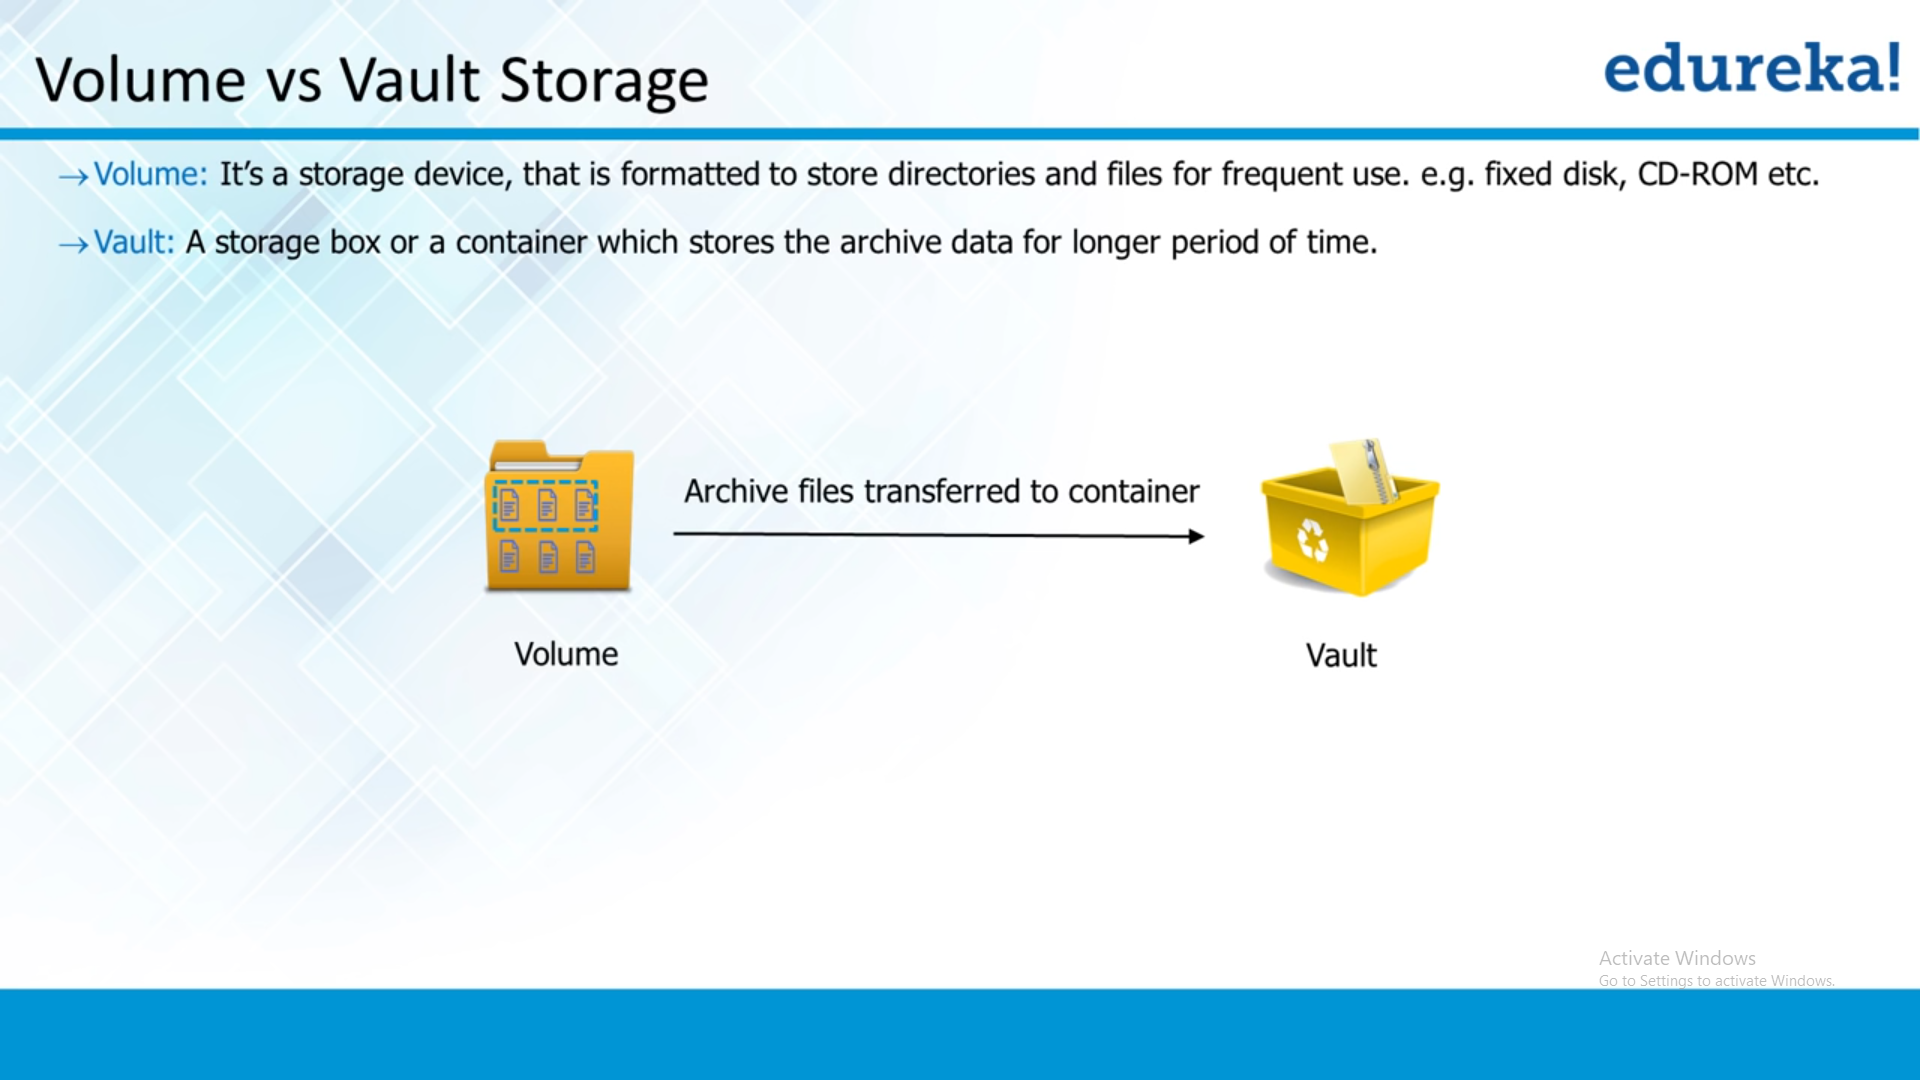 Volume vs Vault Storage
edureka!
→Volume: It’s a storage device, that is formatted to store directories and files for frequent use. e.g. fixed disk, CD-ROM etc.
→Vault: A storage box or a container which stores the archive data for longer period of time.
Archive files transferred to container
Volume
Vault
Activate Windows
Go to Settings to activate Windows.